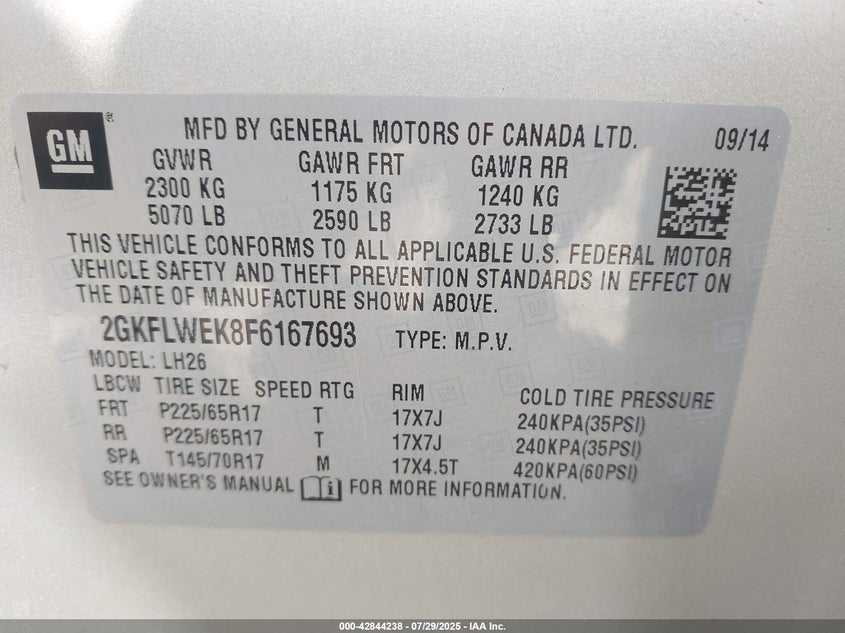 GM
MFD BY GENERAL MOTORS OF CANADA LTD. 09/14
GVWR GAWR FRT GAWR RR
2300 KG 1175 KG 1240 KG
5070 LB 2590 LB 2733 LB
THIS VEHICLE CONFORMS TO ALL APPLICABLE U.S. FEDERAL MOTOR
VEHICLE SAFETY AND THEFT PREVENTION STANDARDS IN EFFECT ON
THE DATE OF MANUFACTURE SHOWN ABOVE.
2GKFLWEK8F6167693 TYPE: M.P.V.
MODEL: LH26
LBCW TIRE SIZE SPEED RTG RIM COLD TIRE PRESSURE
FRT P225/65R17 T 17X7J 240KPA(35PSI)
RR P225/65R17 T 17X7J 240KPA(35PSI)
SPA T145/70R17 M 17X4.5T 420KPA(60PSI)
SEE OWNER'S MANUAL FOR MORE INFORMATION.
000-42844238 - 07/29/2025 - IAA Inc.